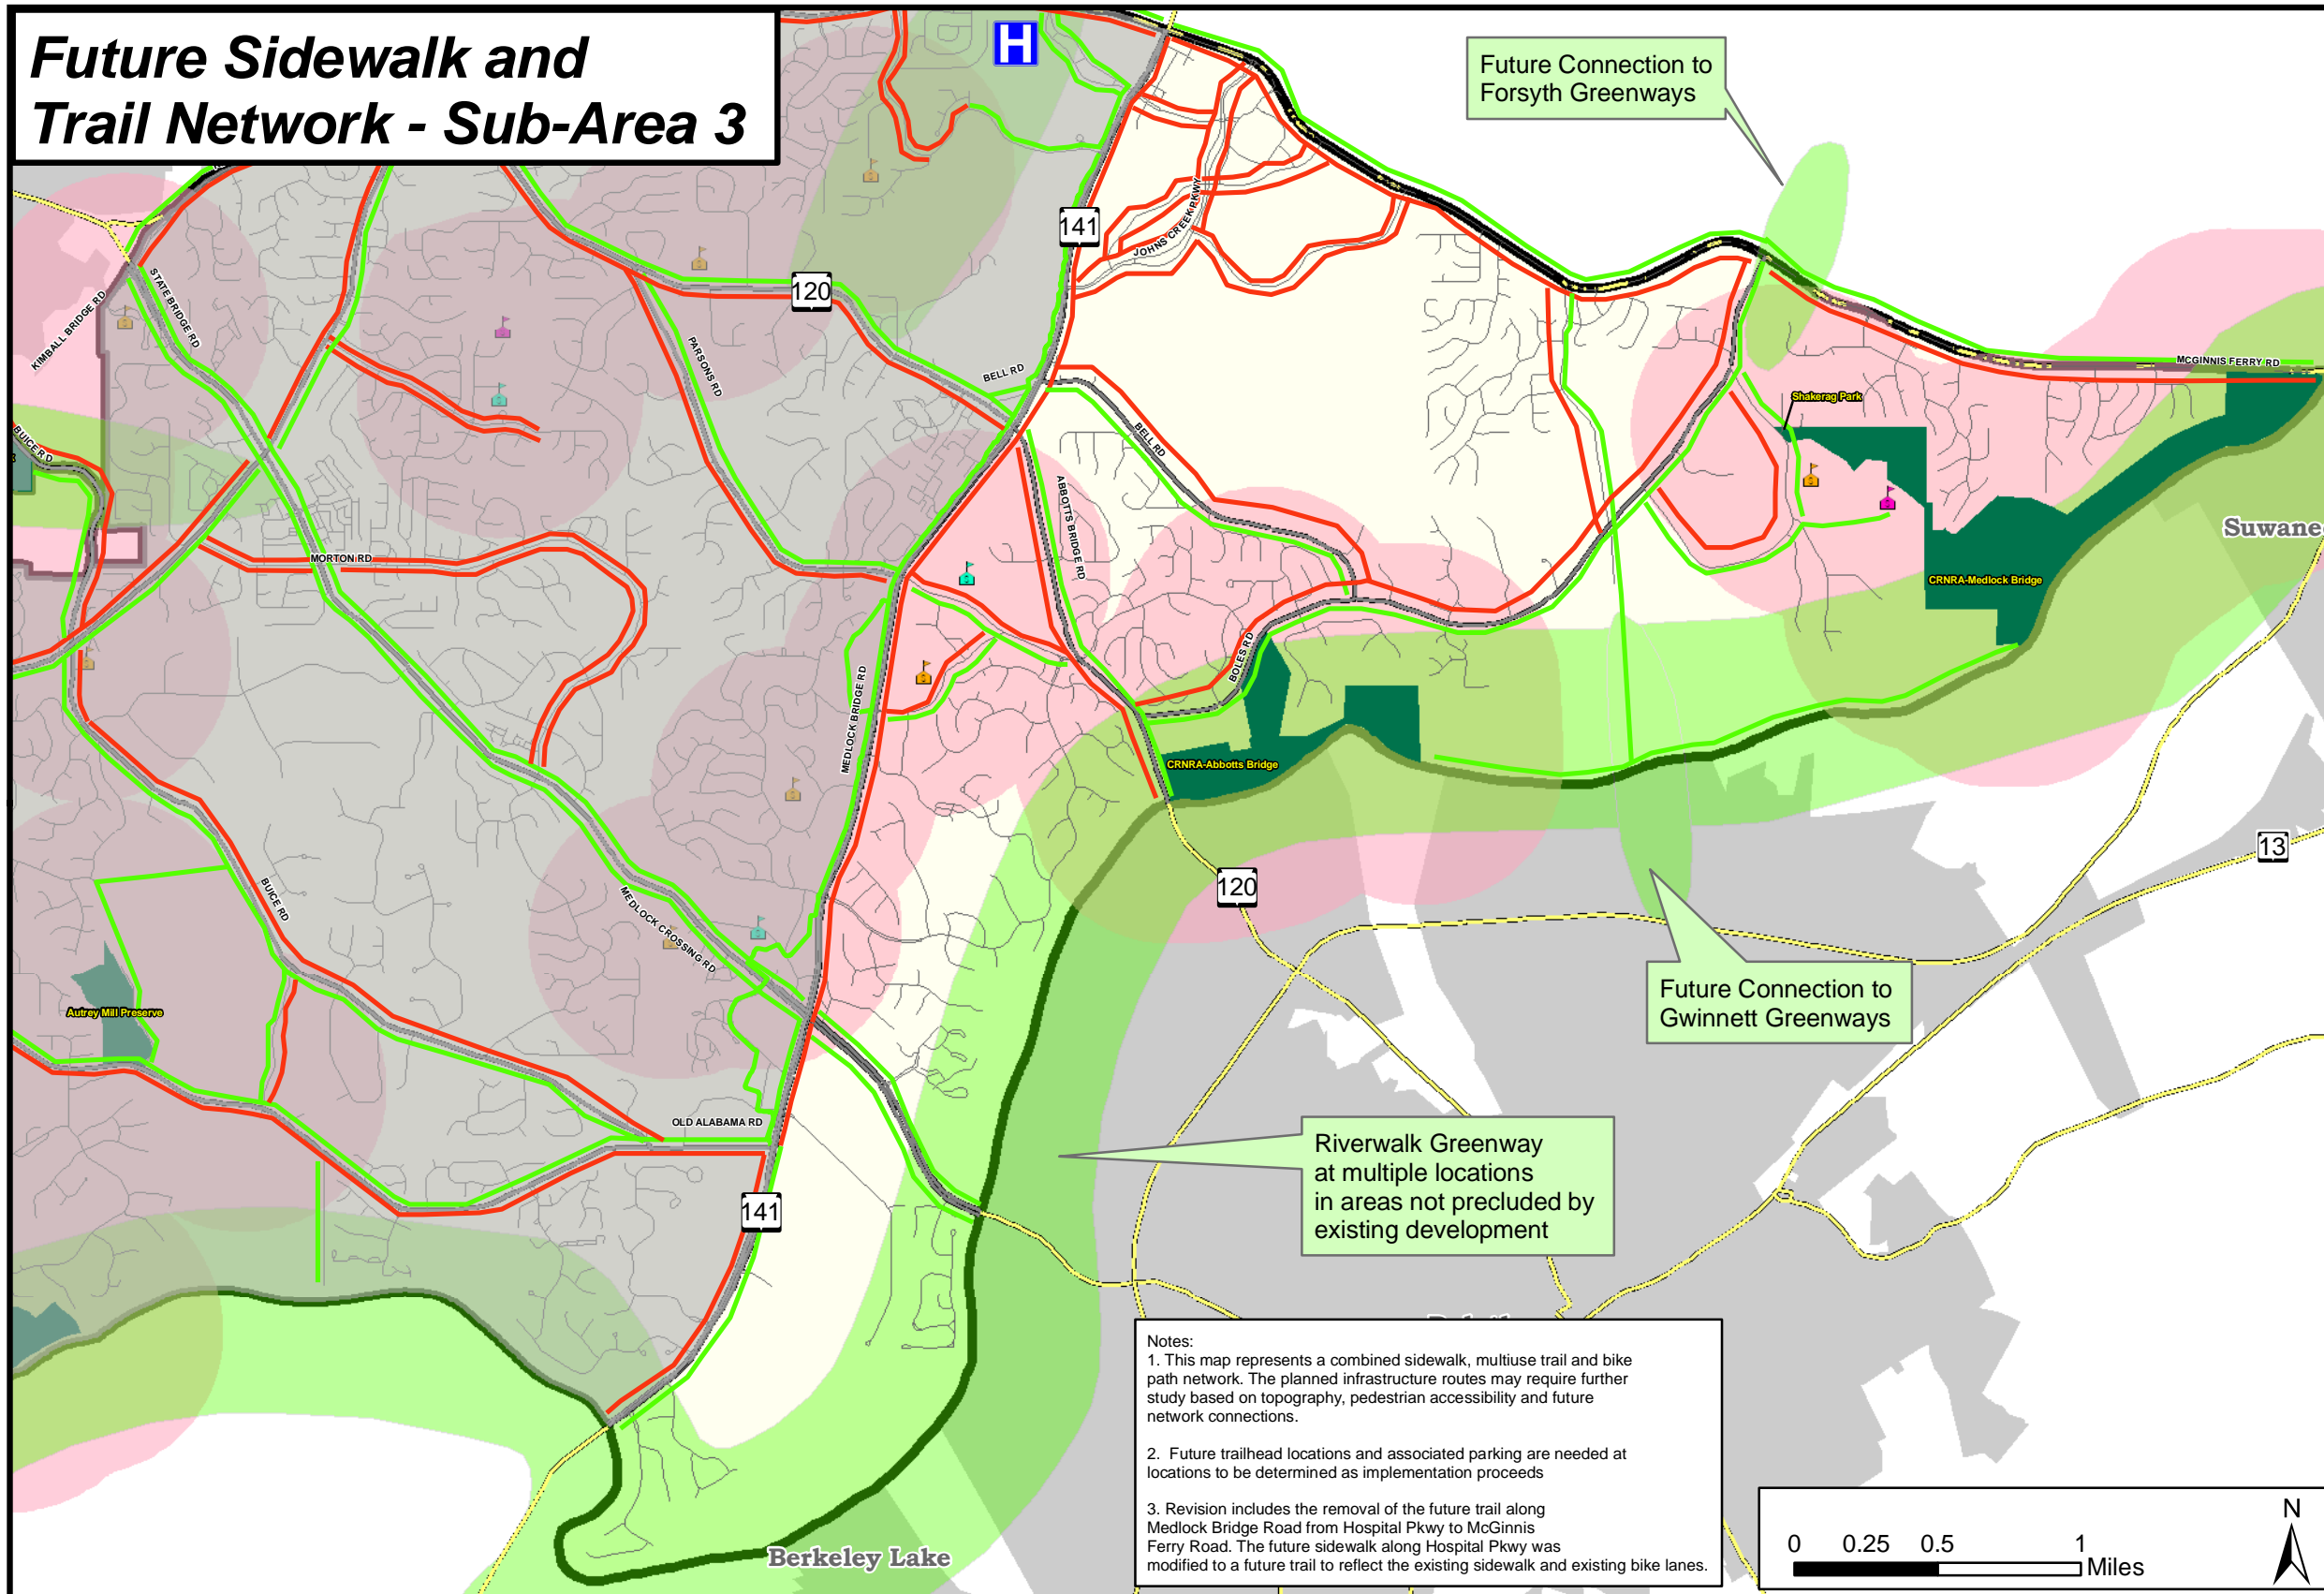 Future Sidewalk and
Trail Network - Sub-Area 3
H
Future Connection to
Forsyth Greenways
141
120
JOHNS CREEK PKWY
STATE BRIDGE RD
KIMBALL BRIDGE RD
PARSONS RD
BELL RD
BELL RD
MCGINNIS FERRY RD
Shakerag Park
BUICE RD
ABBOTTS BRIDGE RD
Suwane
MORTON RD
CRNRA-Medlock Bridge
BOLES RD
MEDLOCK BRIDGE RD
CRNRA-Abbotts Bridge
13
120
BUICE RD
MEDLOCK CROSSING RD
Future Connection to
Gwinnett Greenways
Autrey Mill Preserve
OLD ALABAMA RD
Riverwalk Greenway
at multiple locations
in areas not precluded by
existing development
141
Notes:
1. This map represents a combined sidewalk, multiuse trail and bike
path network. The planned infrastructure routes may require further
study based on topography, pedestrian accessibility and future
network connections.
2. Future trailhead locations and associated parking are needed at
locations to be determined as implementation proceeds
3. Revision includes the removal of the future trail along
Medlock Bridge Road from Hospital Pkwy to McGinnis
Ferry Road. The future sidewalk along Hospital Pkwy was
modified to a future trail to reflect the existing sidewalk and existing bike lanes.
Berkeley Lake
N
0 0.25 0.5 1
Miles